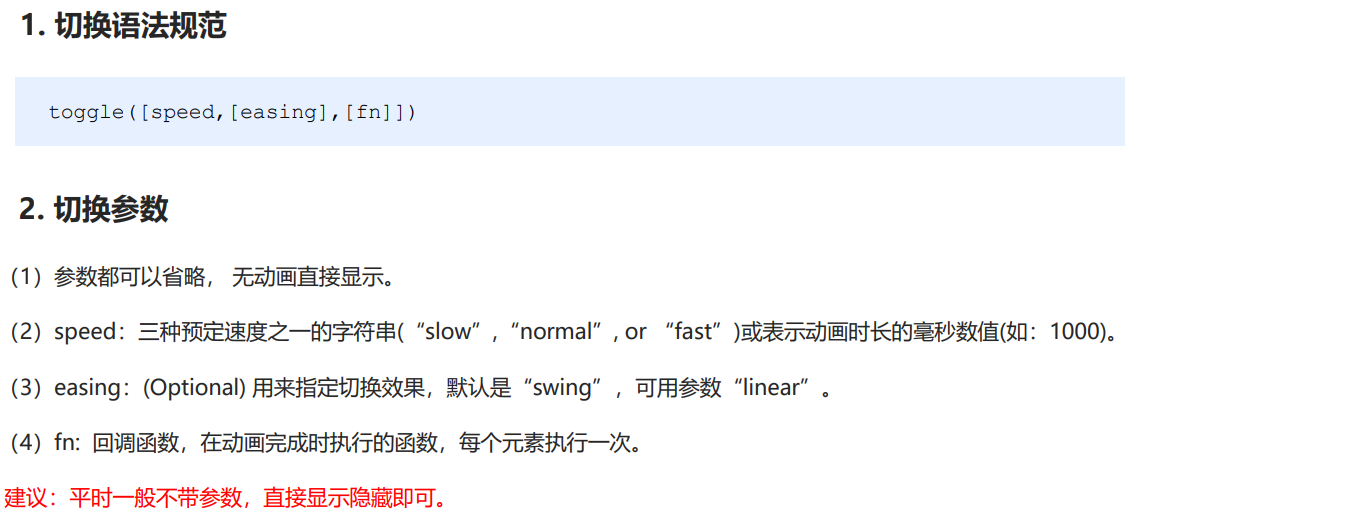 1. 切换语法规范
toggle([speed,[easing],[fn]])
2. 切换参数
（1）参数都可以省略， 无动画直接显示。
（2）speed：三种预定速度之一的字符串(“slow”,“normal”, or “fast”)或表示动画时长的毫秒数值(如：1000)。
（3）easing：(Optional) 用来指定切换效果，默认是“swing”，可用参数“linear”。
（4）fn: 回调函数，在动画完成时执行的函数，每个元素执行一次。
建议：平时一般不带参数，直接显示隐藏即可。